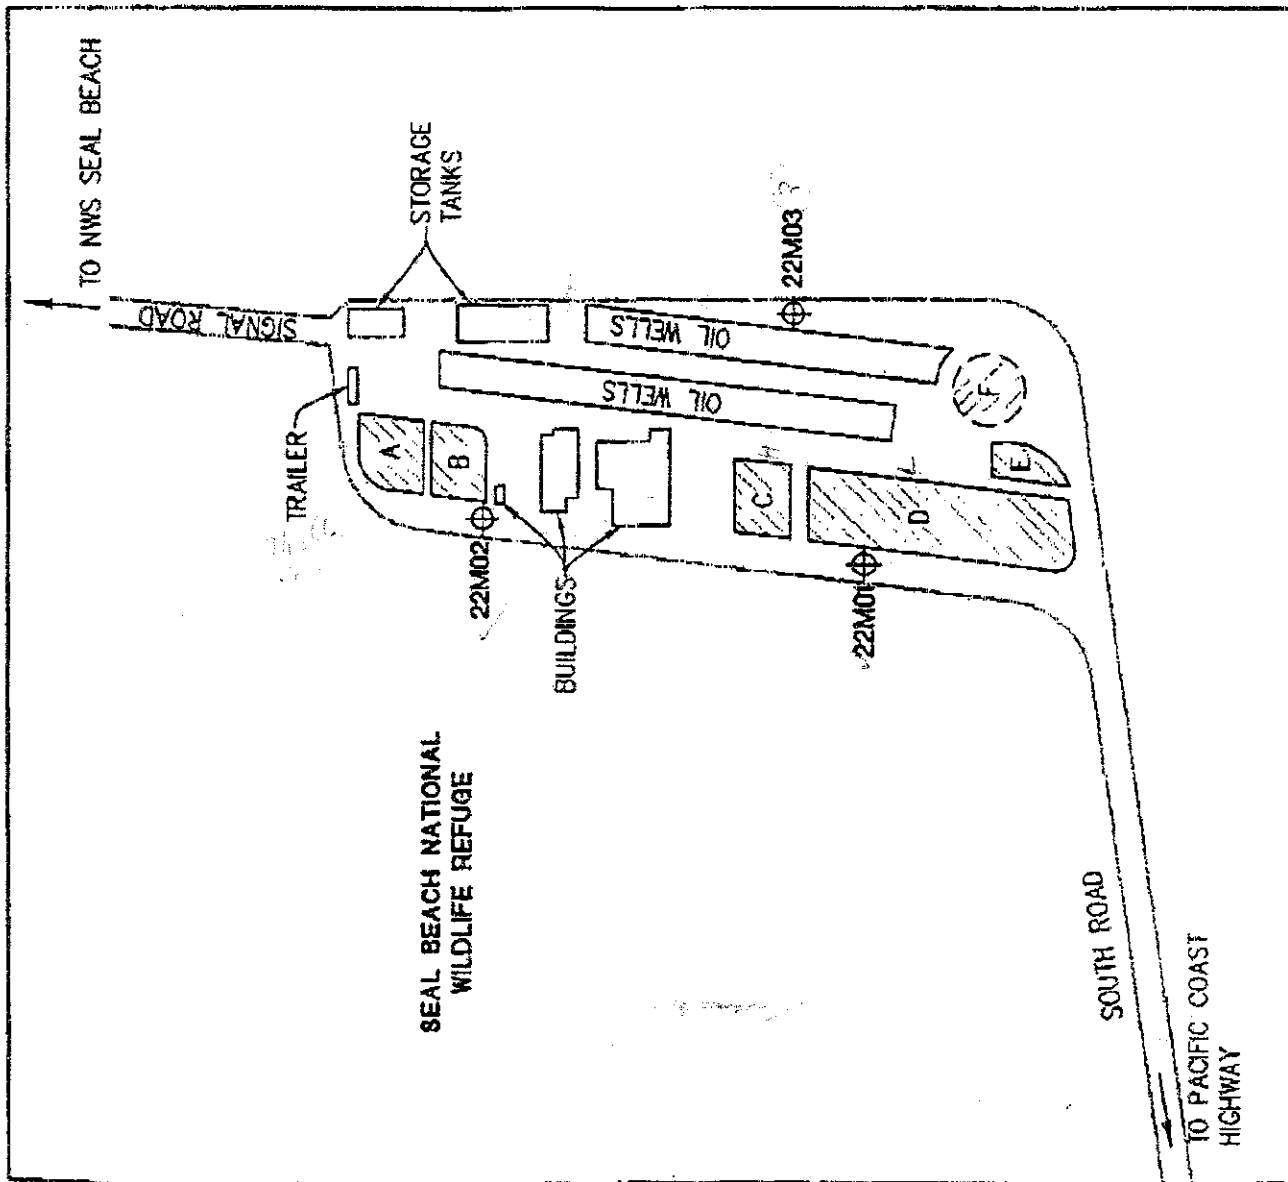 TO NWS SEAL BEACH
SIGNAL ROAD
STORAGE
TANKS
TRAILER
A
B
OIL WELLS
OIL WELLS
22M03
22M02
BUILDINGS
C
D
E
F
22M01
SEAL BEACH NATIONAL
WILDLIFE REFUGE
SOUTH ROAD
TO PACIFIC COAST
HIGHWAY